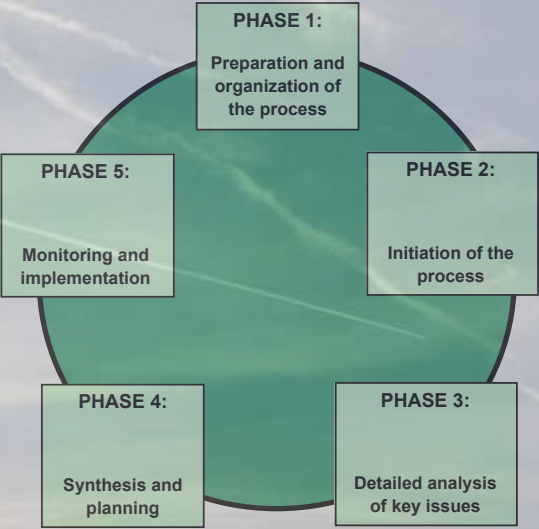 PHASE 1:
Preparation and
organization of
the process
PHASE 2:
Initiation of the
process
PHASE 3:
Detailed analysis
of key issues
PHASE 4:
Synthesis and
planning
PHASE 5:
Monitoring and
implementation